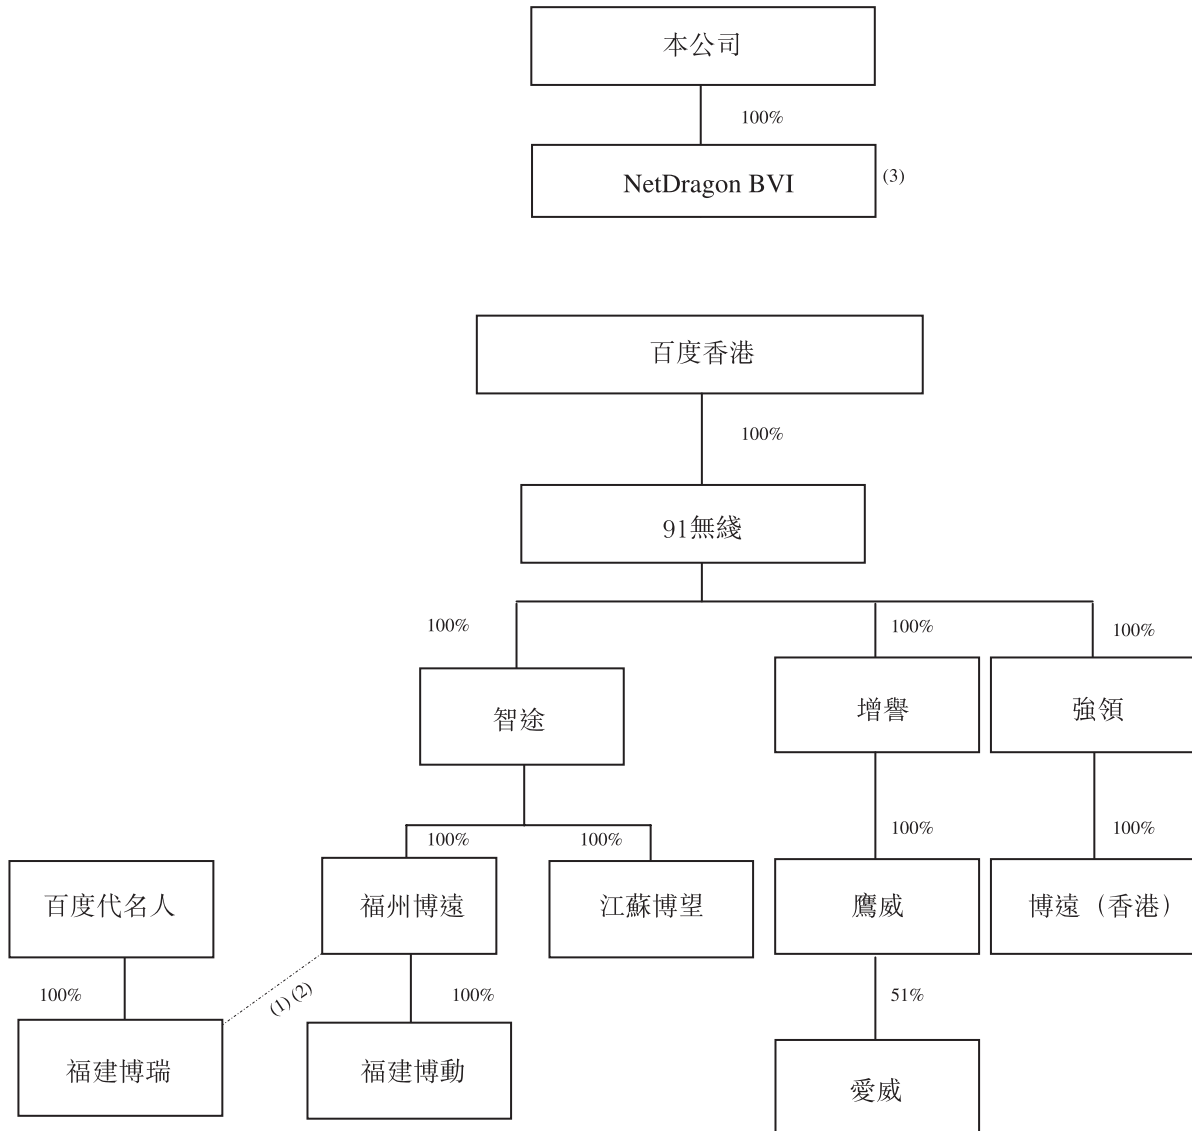 本公司
100%
NetDragon BVI
(3)
百度香港
100%
91無綫
100%
100%
100%
智途
增譽
強領
100%
100%
100%
100%
百度代名人
福州博遠
江蘇博望
鷹威
博遠（香港）
100%
(1) (2)
100%
51%
福建博瑞
福建博動
愛威